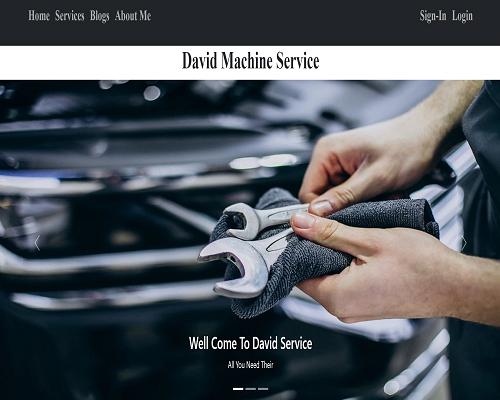 Home Services Blogs About Me Sign-In Login
David Machine Service
Well Come To David Service
All You Need Their